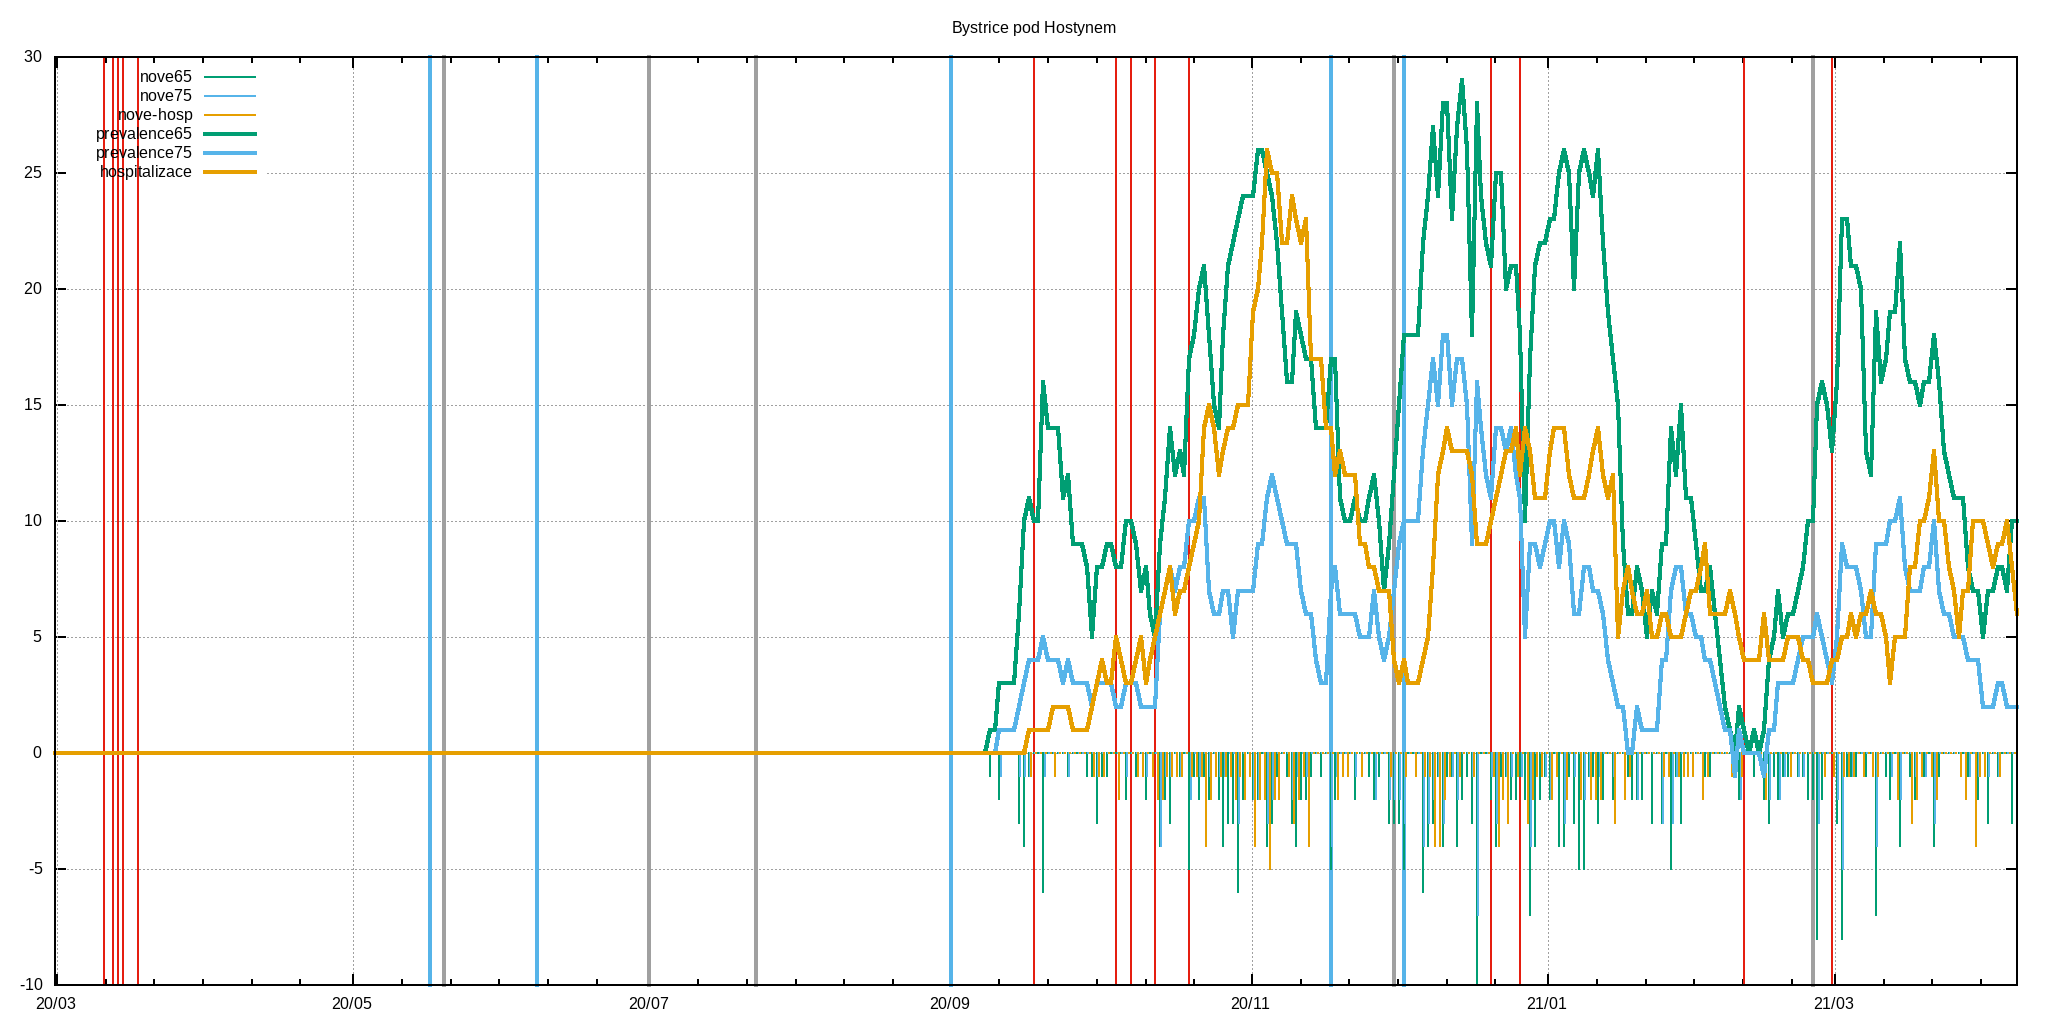 Bystrice pod Hostynem
30
25
20
15
10
5
0
-5
-10
nove65
nove75
nove-hosp
prevalence65
prevalence75
hospitalizace
20/03 20/05 20/07 20/09 20/11 21/01 21/03